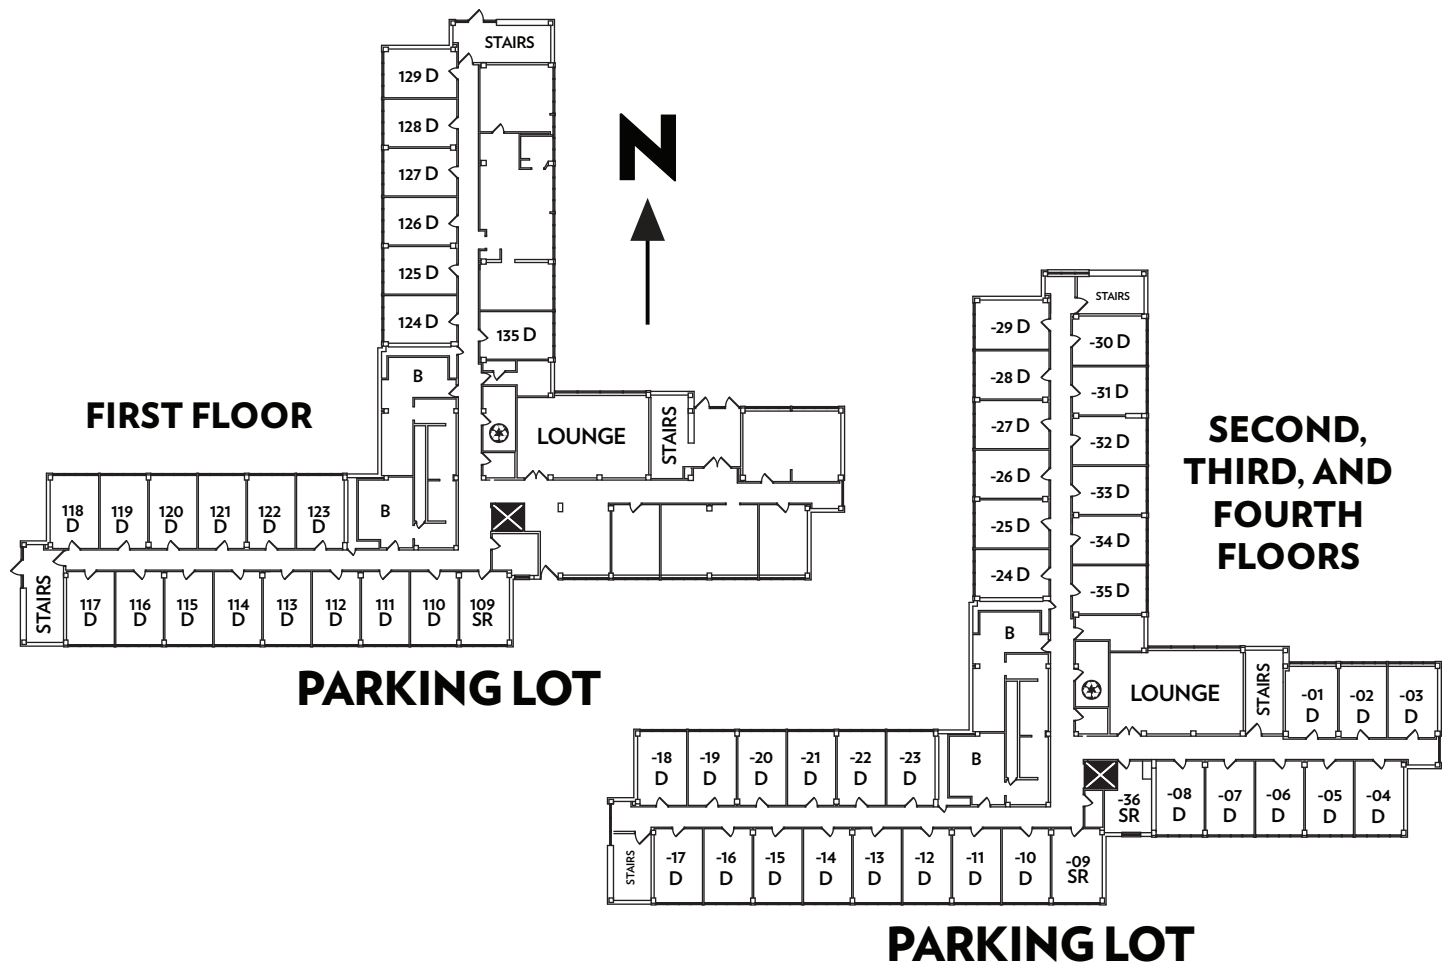 STAIRS
129 D
128 D
127 D
126 D
125 D
124 D
135 D
B
N
FIRST FLOOR
LOUNGE
STAIRS
118 D
119 D
120 D
121 D
122 D
123 D
B
STAIRS
117 D
116 D
115 D
114 D
113 D
112 D
111 D
110 D
109 SR
PARKING LOT
STAIRS
-29 D
-28 D
-27 D
-26 D
-25 D
-24 D
-30 D
-31 D
-32 D
-33 D
-34 D
-35 D
SECOND,
THIRD, AND
FOURTH
FLOORS
B
LOUNGE
STAIRS
-01 D
-02 D
-03 D
-18 D
-19 D
-20 D
-21 D
-22 D
-23 D
B
-36 SR
-08 D
-07 D
-06 D
-05 D
-04 D
STAIRS
-17 D
-16 D
-15 D
-14 D
-13 D
-12 D
-11 D
-10 D
-09 SR
PARKING LOT